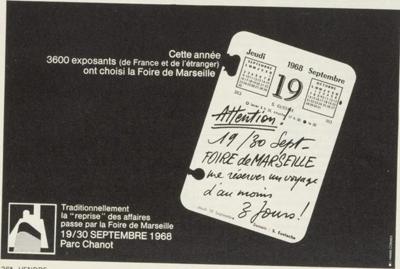 Cette année
3600 exposants (de France et de l'étranger)
ont choisi la Foire de Marseille
Jeudi 1968 Septembre
19
Attention!
19/30 Sept-
FOIRE de MARSEILLE
me réserver un voyage
d'au moins
3 Jours!
Demain : S. Eustache
Traditionnellement
la "reprise" des affaires
passe par la Foire de Marseille
19/30 SEPTEMBRE 1968
Parc Chanot